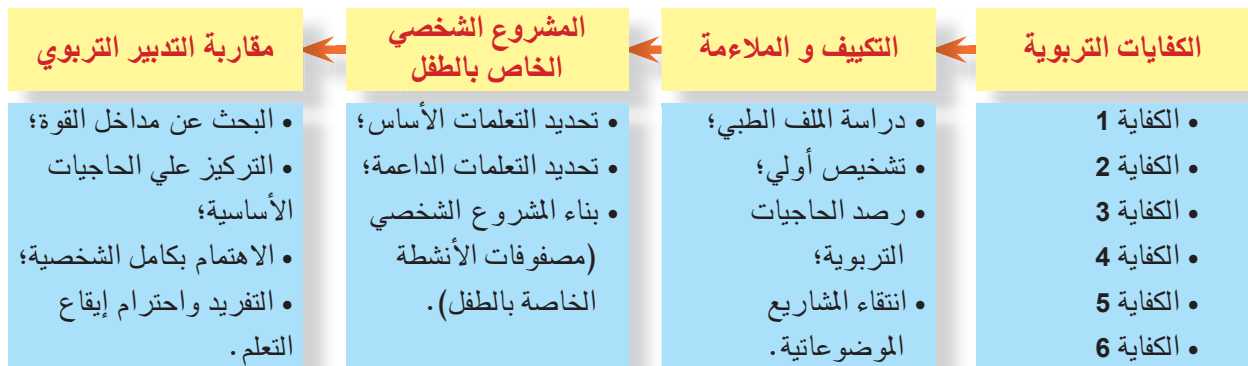 الكفايات التربوية
• الكفاية 1
• الكفاية 2
• الكفاية 3
• الكفاية 4
• الكفاية 5
• الكفاية 6
التكييف و الملاءمة
• دراسة الملف الطبي؛
• تشخيص أولي؛
• رصد الحاجيات
التربوية؛
• انتقاء المشاريع
الموضوعاتية.
المشروع الشخصي
الخاص بالطفل
• تحديد التعلمات الأساس؛
• تحديد التعلمات الداعمة؛
• بناء المشروع الشخصي
(مصفوفات الأنشطة
الخاصة بالطفل).
مقاربة التدبير التربوي
• البحث عن مداخل القوة؛
• التركيز علي الحاجيات
الأساسية؛
• الاهتمام بكامل الشخصية؛
• التفريد واحترام إيقاع
التعلم.